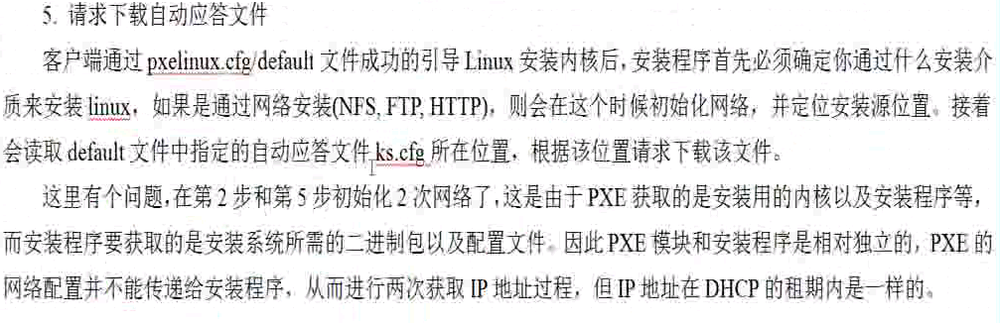 5. 请求下载自动应答文件
客户端通过 pxelinux.cfg/default 文件成功的引导 Linux 安装内核后，安装程序首先必须确定你通过什么安装介
质来安装 linux，如果是通过网络安装(NFS, FTP, HTTP)，则会在这个时候初始化网络，并定位安装源位置。接着
会读取 default 文件中指定的自动应答文件 ks.cfg 所在位置，根据该位置请求下载该文件。
这里有个问题，在第 2 步和第 5 步初始化 2 次网络了，这是由于 PXE 获取的是安装用的内核以及安装程序等，
而安装程序要获取的是安装系统所需的二进制包以及配置文件。因此 PXE 模块和安装程序是相对独立的，PXE 的
网络配置并不能传递给安装程序，从而进行两次获取 IP 地址过程，但 IP 地址在 DHCP 的租期内是一样的。